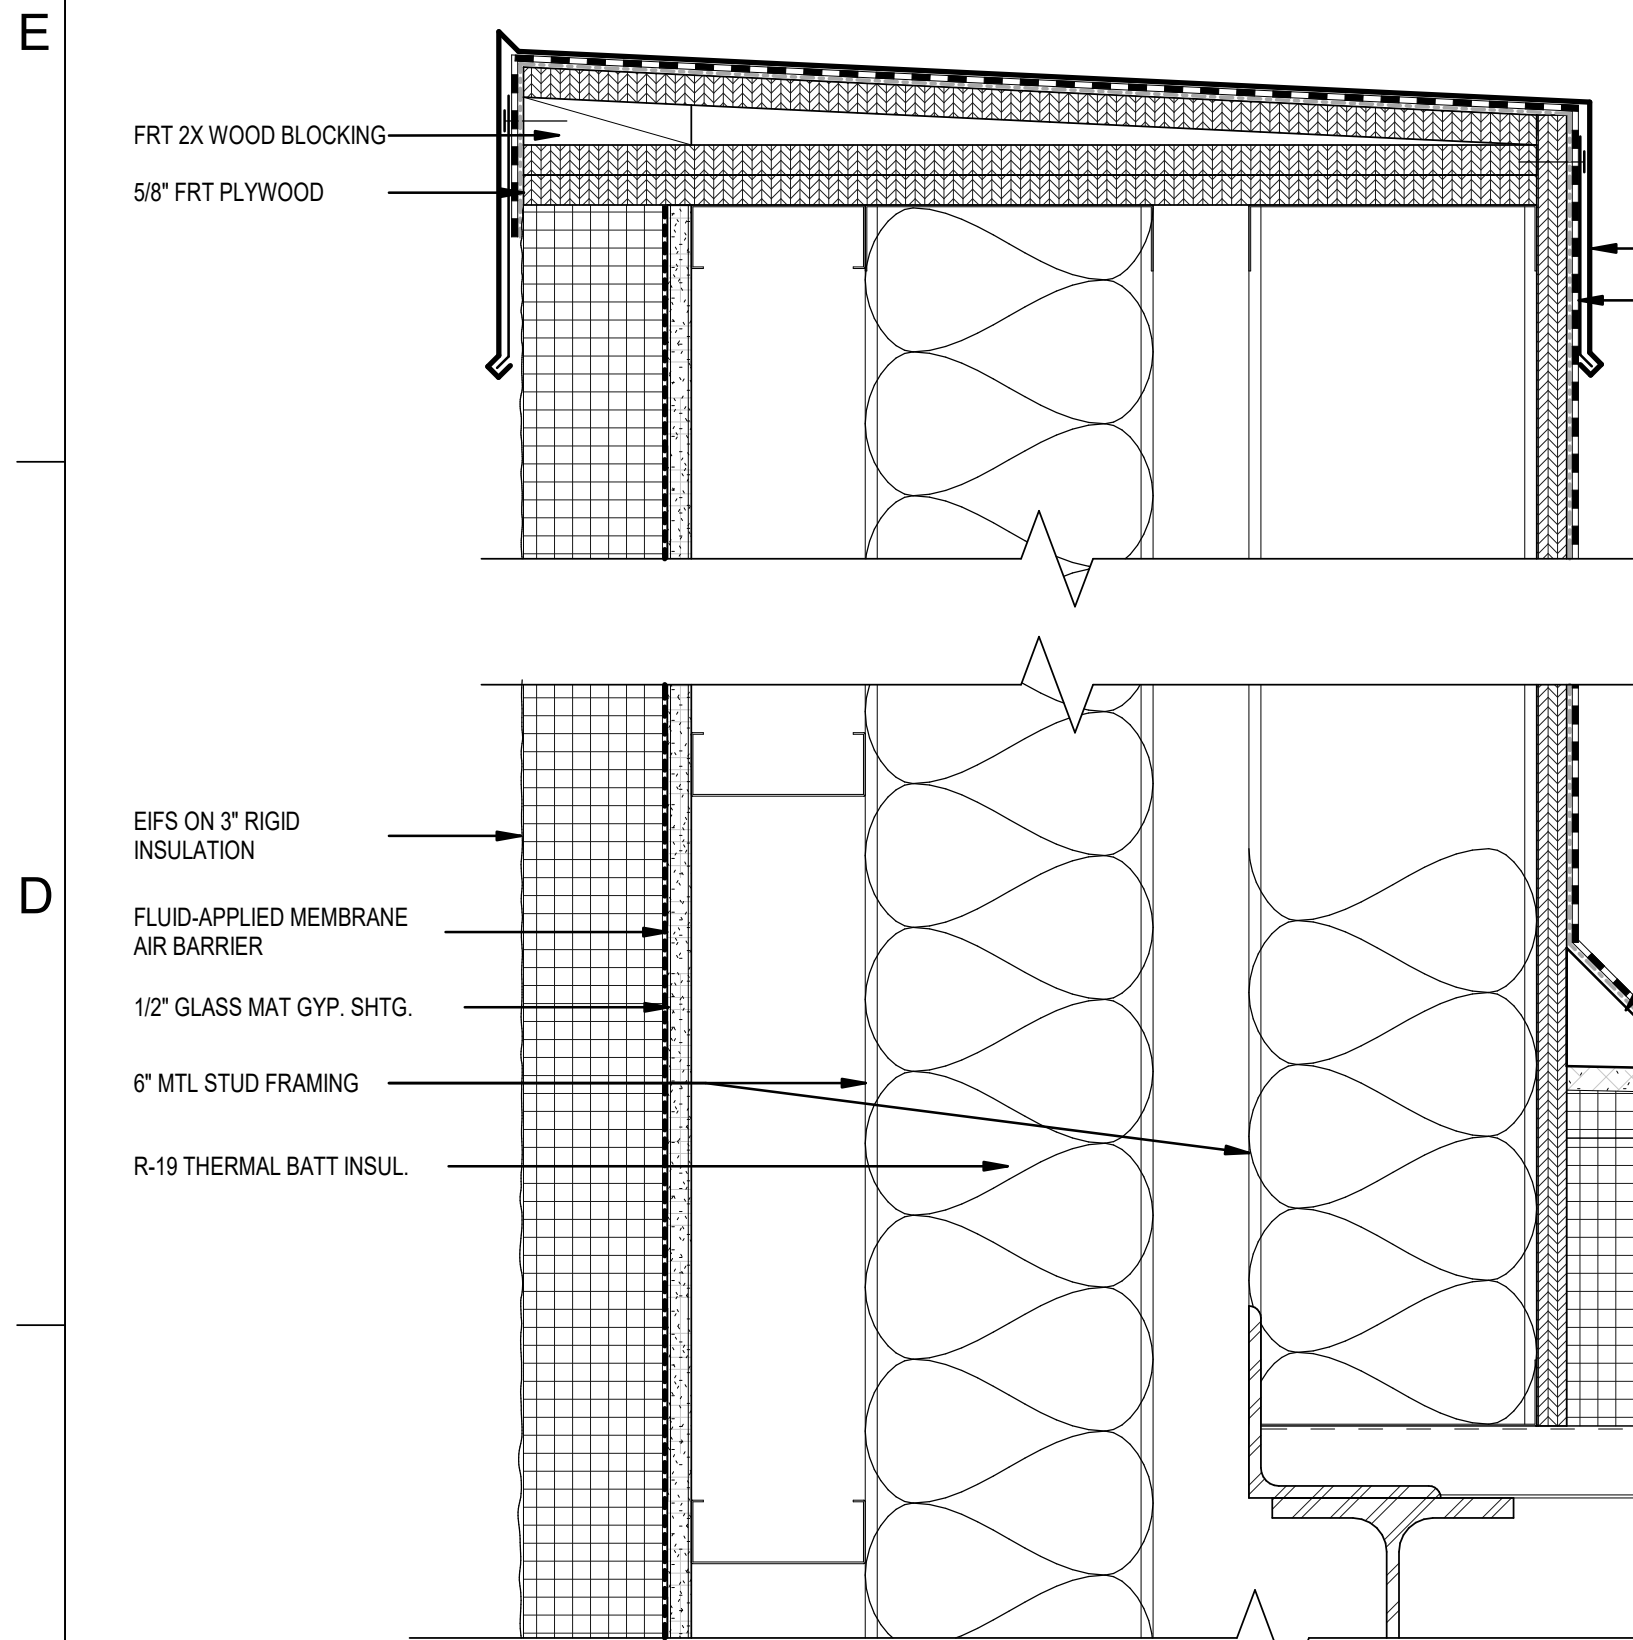 E
FRT 2X WOOD BLOCKING
5/8" FRT PLYWOOD
EIFS ON 3" RIGID
INSULATION
D
FLUID-APPLIED MEMBRANE
AIR BARRIER
1/2" GLASS MAT GYP. SHTG.
6" MTL STUD FRAMING
R-19 THERMAL BATT INSUL.